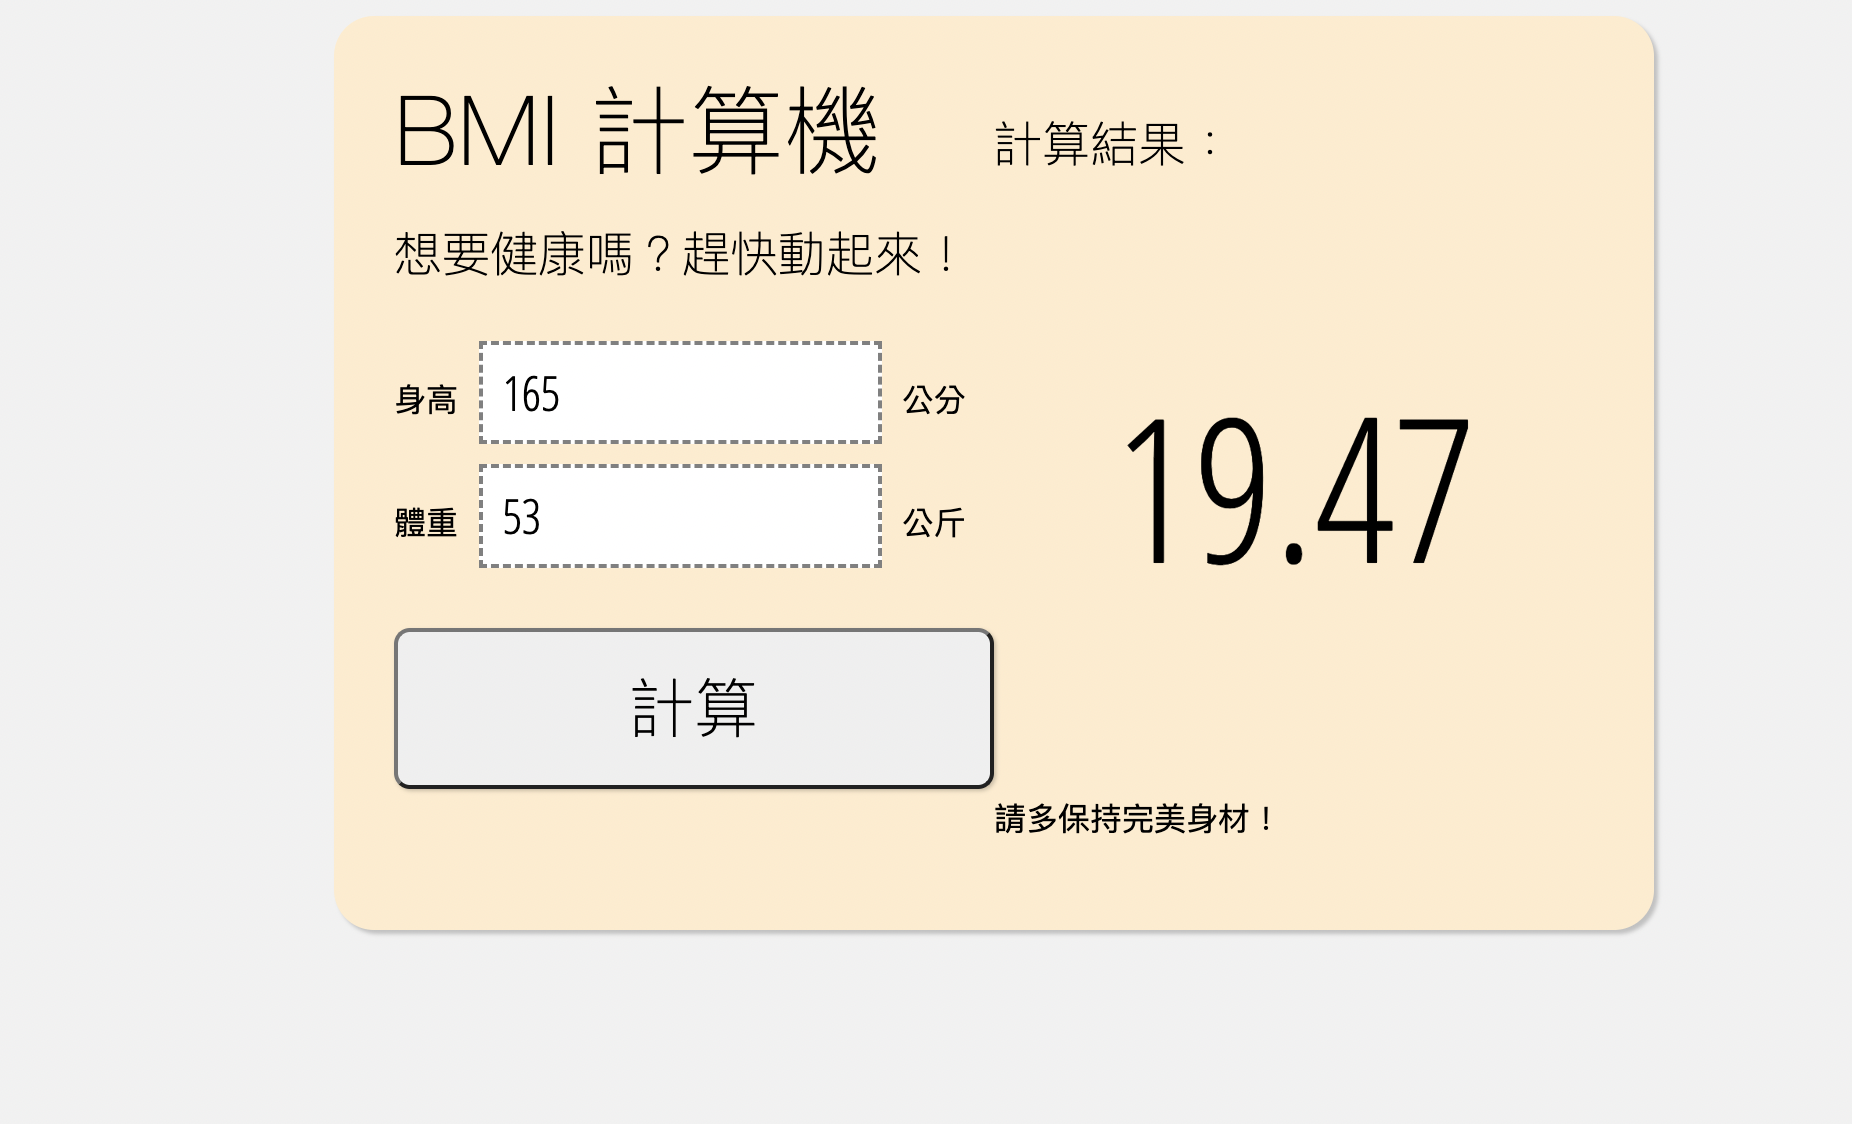 BMI 計算機
想要健康嗎？趕快動起來！
身高 165 公分
體重 53 公斤
計算
計算結果：
19.47
請多保持完美身材！